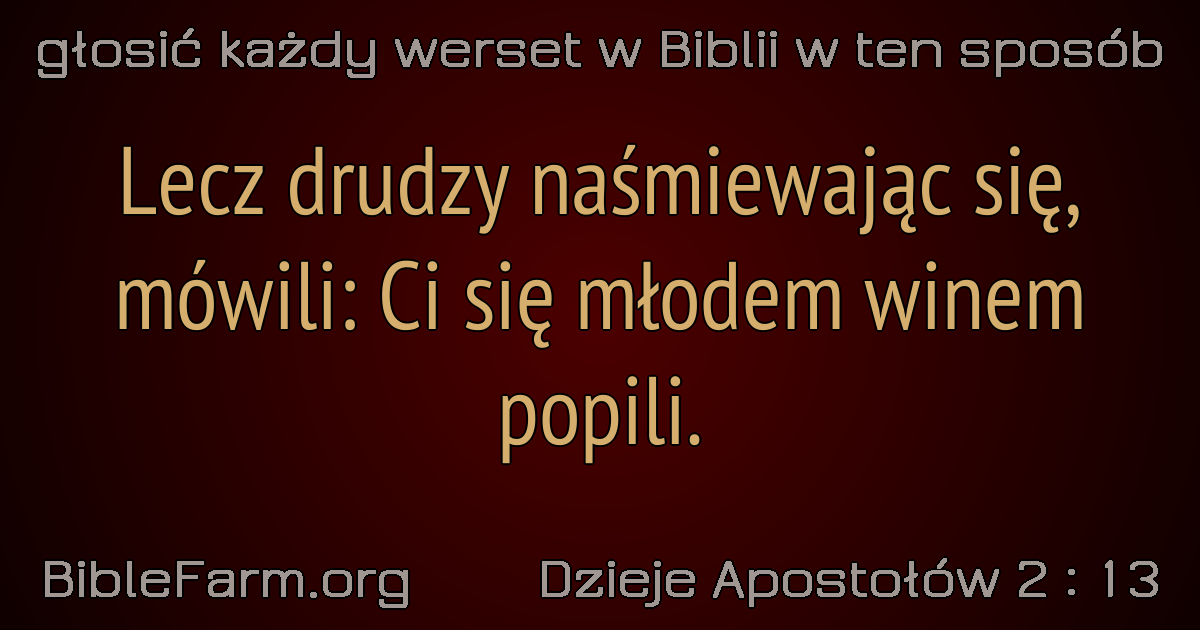 głosić każdy werset w Biblii w ten sposób
Lecz drudzy naśmiewając się,
mówili: Ci się młodem winem
popili.
BibleFarm.org
Dzieje Apostołów 2 : 13